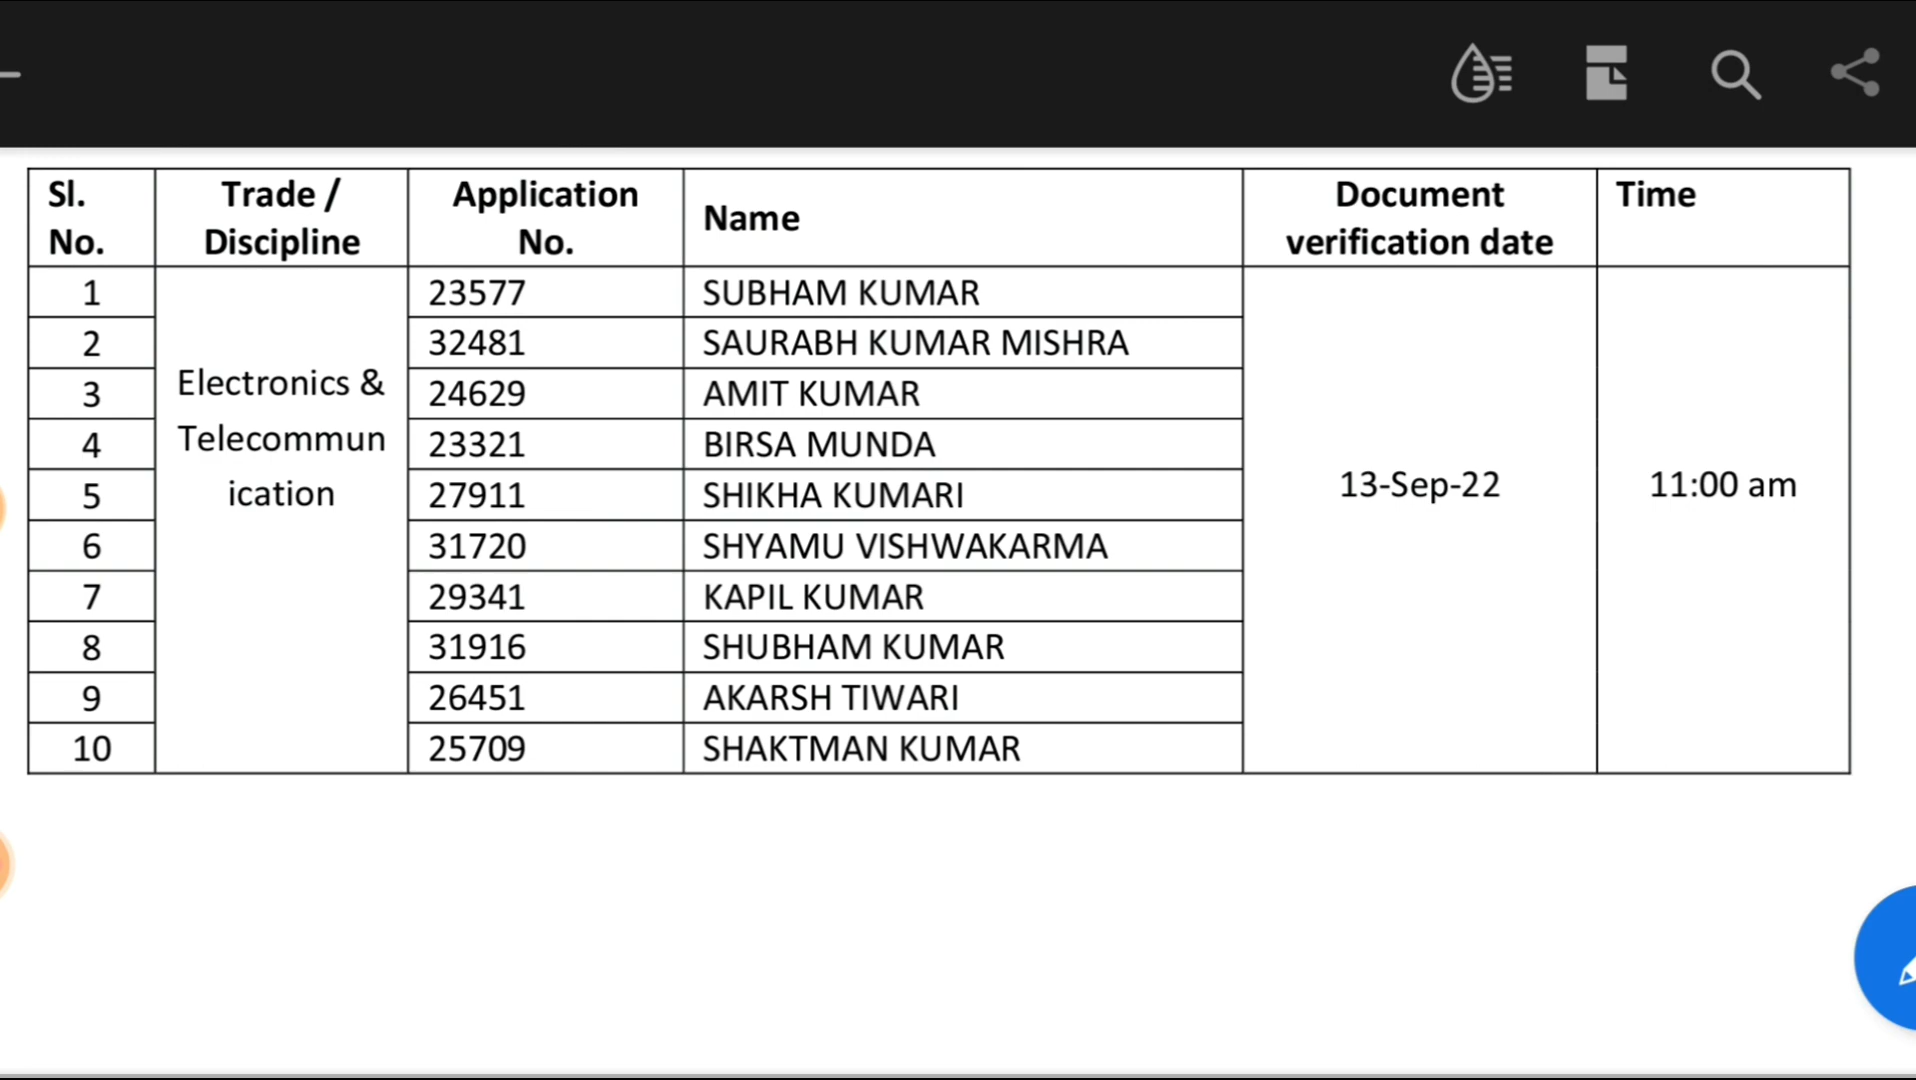 Sl. No. Trade / Discipline Application No. Name Document verification date Time
1 23577 SUBHAM KUMAR
2 32481 SAURABH KUMAR MISHRA
3 24629 AMIT KUMAR
4 23321 BIRSA MUNDA
5 27911 SHIKHA KUMARI
6 31720 SHYAMU VISHWAKARMA
7 29341 KAPIL KUMAR
8 31916 SHUBHAM KUMAR
9 26451 AKARSH TIWARI
10 25709 SHAKTMAN KUMAR
Electronics &
Telecommun
ication
13-Sep-22
11:00 am